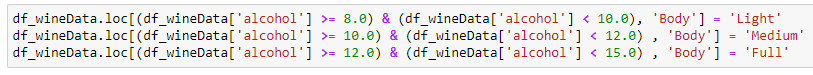 df_wineData.loc[(df_wineData['alcohol'] >= 8.0) & (df_wineData['alcohol'] < 10.0), 'Body'] = 'Light'
df_wineData.loc[(df_wineData['alcohol'] >= 10.0) & (df_wineData['alcohol'] < 12.0) , 'Body'] = 'Medium'
df_wineData.loc[(df_wineData['alcohol'] >= 12.0) & (df_wineData['alcohol'] < 15.0) , 'Body'] = 'Full'